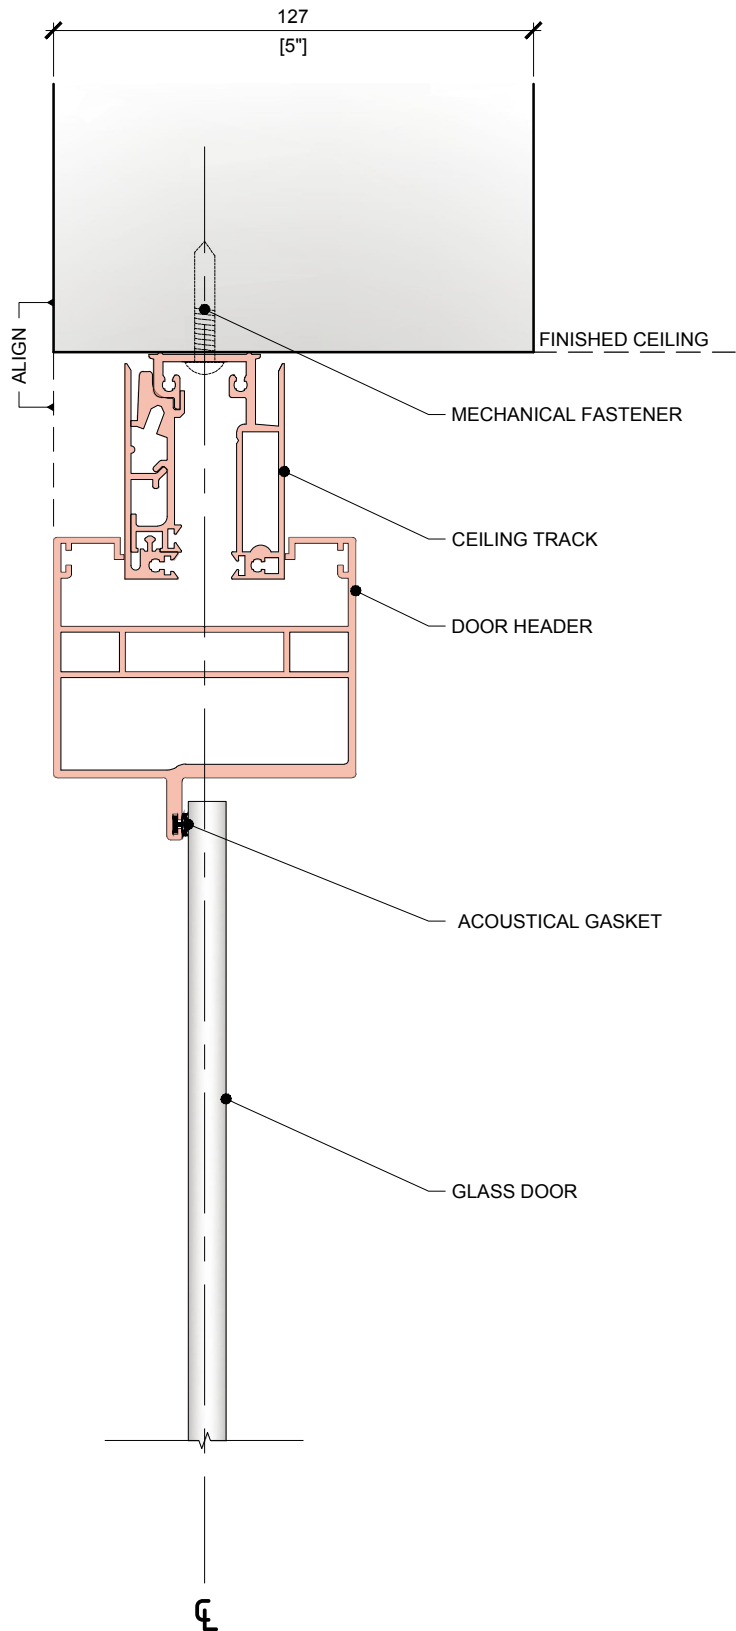 127
[5"]
ALIGN
FINISHED CEILING
MECHANICAL FASTENER
CEILING TRACK
DOOR HEADER
ACOUSTICAL GASKET
GLASS DOOR
℄